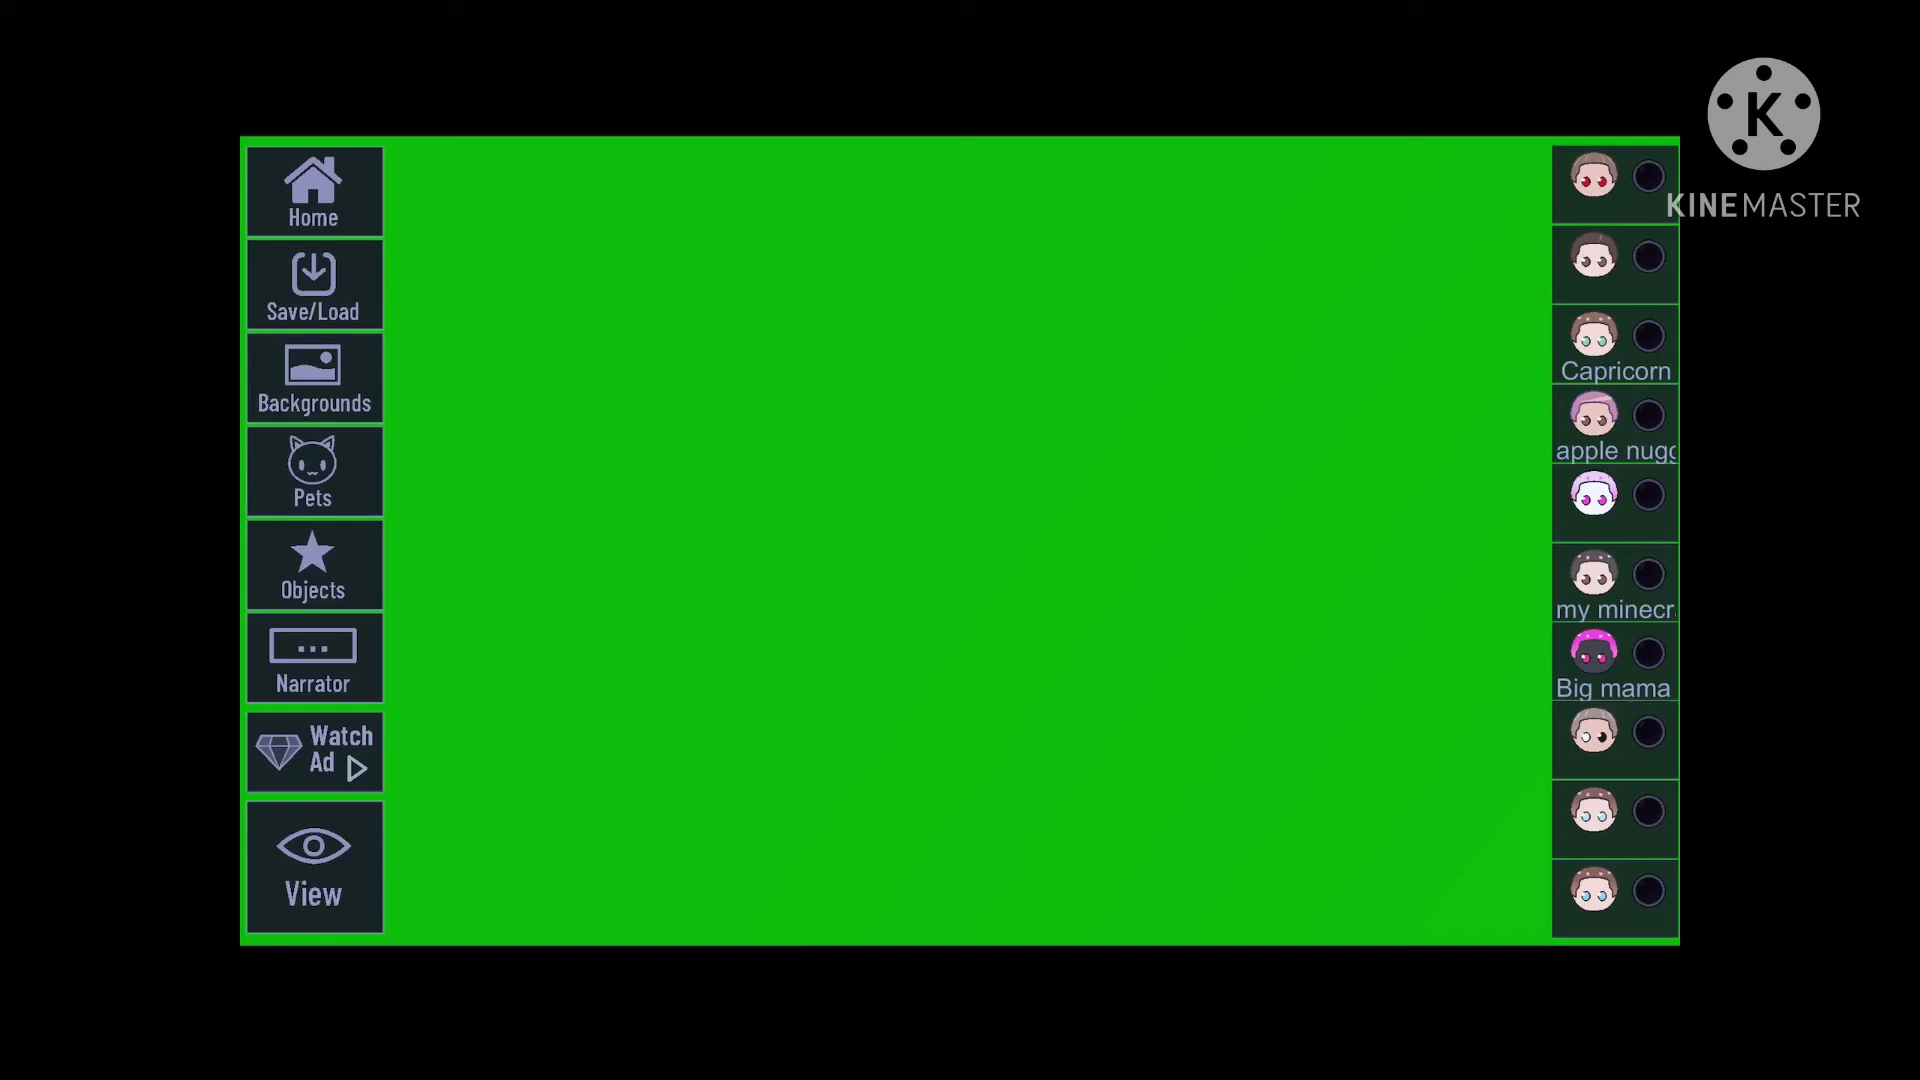 Home
Save/Load
Backgrounds
Pets
Objects
Narrator
Watch
Ad
View
Capricorn
apple nugg
my minecr
Big mama
K
KINEMASTER